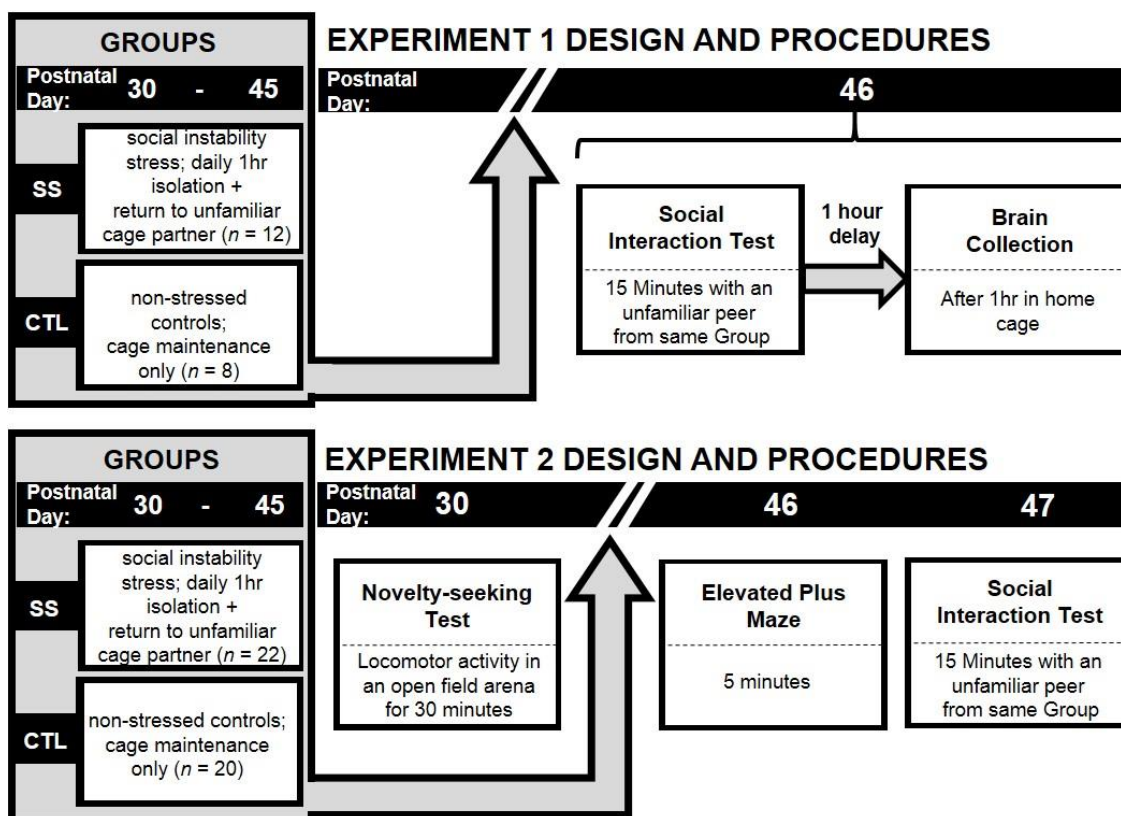 GROUPS
Postnatal
Day:
30 - 45
SS
social instability
stress; daily 1hr
isolation +
return to unfamiliar
cage partner (n = 12)
CTL
non-stressed
controls;
cage maintenance
only (n = 8)
EXPERIMENT 1 DESIGN AND PROCEDURES
Postnatal
Day:
46
Social
Interaction Test
15 Minutes with an
unfamiliar peer
from same Group
1 hour
delay
Brain
Collection
After 1hr in home
cage
GROUPS
Postnatal
Day:
30 - 45
SS
social instability
stress; daily 1hr
isolation +
return to unfamiliar
cage partner (n = 22)
CTL
non-stressed controls;
cage maintenance
only (n = 20)
EXPERIMENT 2 DESIGN AND PROCEDURES
Postnatal
Day:
30
46
47
Novelty-seeking
Test
Locomotor activity in
an open field arena
for 30 minutes
Elevated Plus
Maze
5 minutes
Social
Interaction Test
15 Minutes with an
unfamiliar peer
from same Group